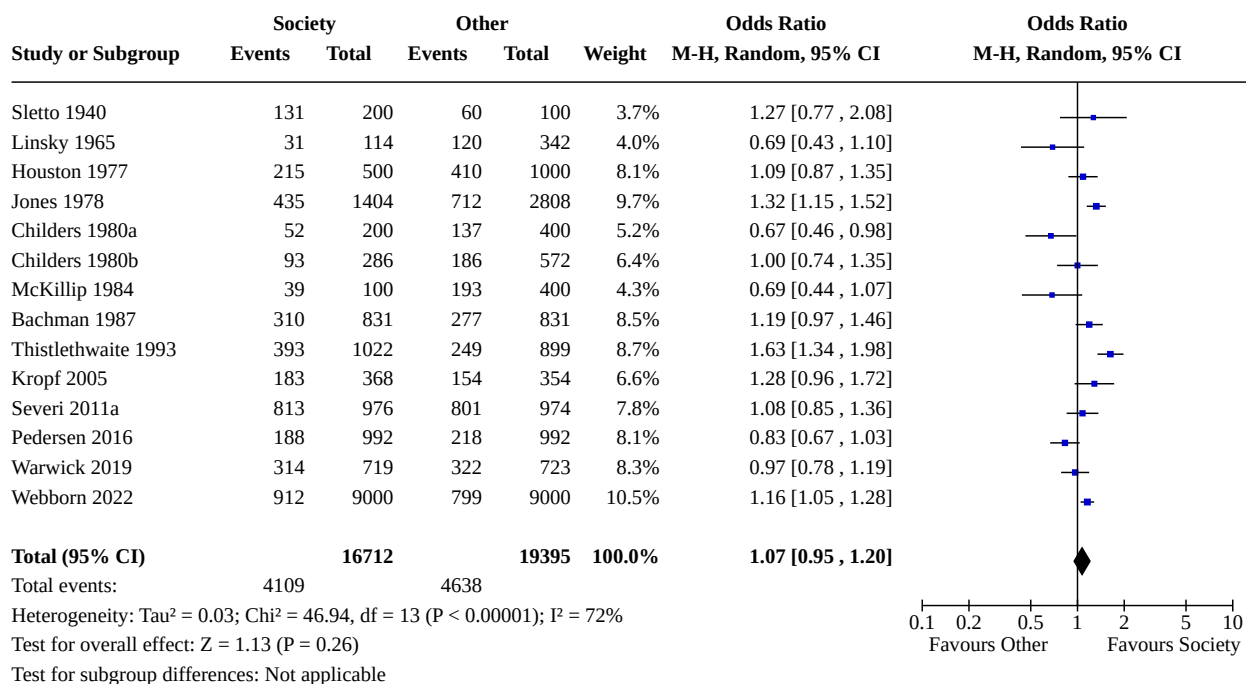 Society Other Odds Ratio Odds Ratio
Study or Subgroup Events Total Events Total Weight M-H, Random, 95% CI M-H, Random, 95% CI
Sletto 1940 131 200 60 100 3.7% 1.27 [0.77 , 2.08]
Linsky 1965 31 114 120 342 4.0% 0.69 [0.43 , 1.10]
Houston 1977 215 500 410 1000 8.1% 1.09 [0.87 , 1.35]
Jones 1978 435 1404 712 2808 9.7% 1.32 [1.15 , 1.52]
Childers 1980a 52 200 137 400 5.2% 0.67 [0.46 , 0.98]
Childers 1980b 93 286 186 572 6.4% 1.00 [0.74 , 1.35]
McKillip 1984 39 100 193 400 4.3% 0.69 [0.44 , 1.07]
Bachman 1987 310 831 277 831 8.5% 1.19 [0.97 , 1.46]
Thistlethwaite 1993 393 1022 249 899 8.7% 1.63 [1.34 , 1.98]
Kropf 2005 183 368 154 354 6.6% 1.28 [0.96 , 1.72]
Severi 2011a 813 976 801 974 7.8% 1.08 [0.85 , 1.36]
Pedersen 2016 188 992 218 992 8.1% 0.83 [0.67 , 1.03]
Warwick 2019 314 719 322 723 8.3% 0.97 [0.78 , 1.19]
Webborn 2022 912 9000 799 9000 10.5% 1.16 [1.05 , 1.28]
Total (95% CI) 16712 19395 100.0% 1.07 [0.95 , 1.20]
Total events: 4109 4638
Heterogeneity: Tau² = 0.03; Chi² = 46.94, df = 13 (P < 0.00001); I² = 72%
0.1 0.2 0.5 1 2 5 10
Test for overall effect: Z = 1.13 (P = 0.26) Favours Other Favours Society
Test for subgroup differences: Not applicable